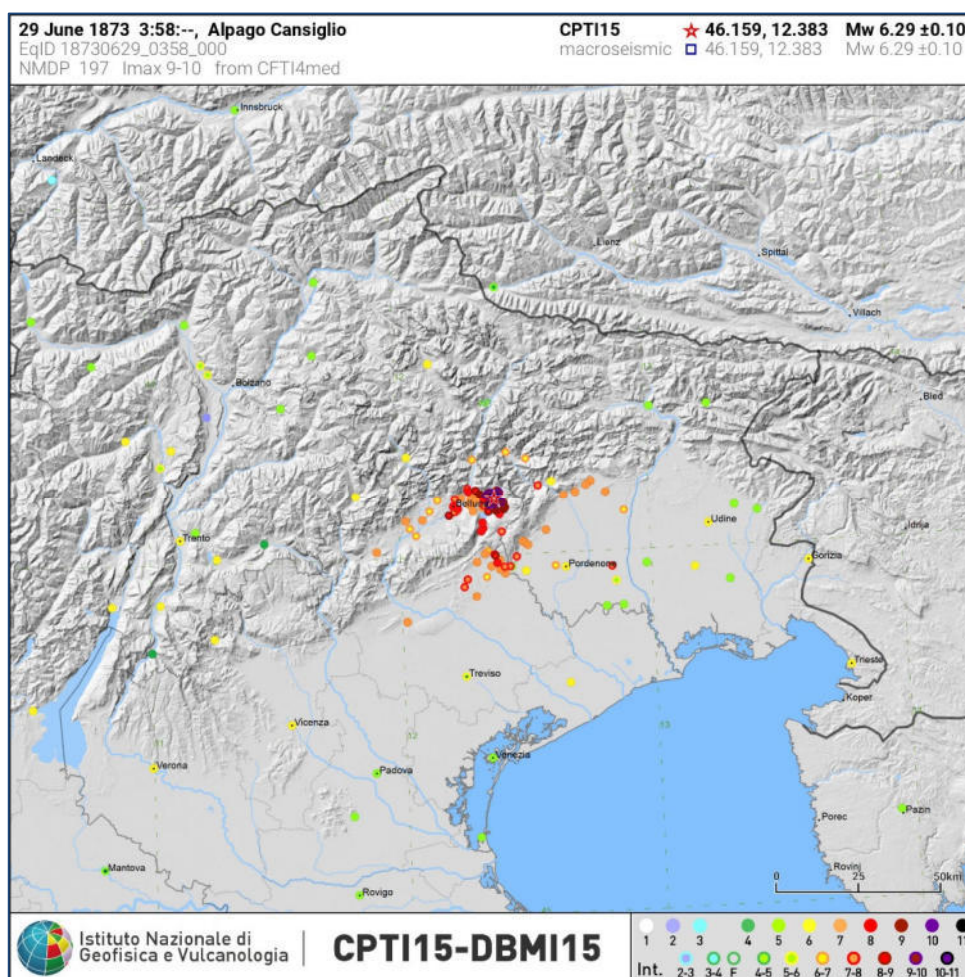 29 June 1873 3:58:--, Alpago Cansiglio
EqID 18730629_0358_000
NMDP 197 Imax 9-10 from CFTI4med
CPTI15 46.159, 12.383 Mw 6.29 ±0.10
macroseismic 46.159, 12.383 Mw 6.29 ±0.10
Innsbruck
Landeck
Lienz
Spittal
Villach
Bolzano
Bled
Udine
Idrija
Trento
Gorizia
Pordenone
Trieste
Treviso
Koper
Vicenza
12
13
11
Verona
Padova
Venezia
Porec
Pazin
Mantova
Rovinj
Rovigo
0 25 50km
Istituto Nazionale di
Geofisica e Vulcanologia
CPTI15-DBMI15
1 2 3 4 5 6 7 8 9 10 11
Int. 2-3 3-4 F 4-5 5-6 6-7 7-8 8-9 9-10 10-11